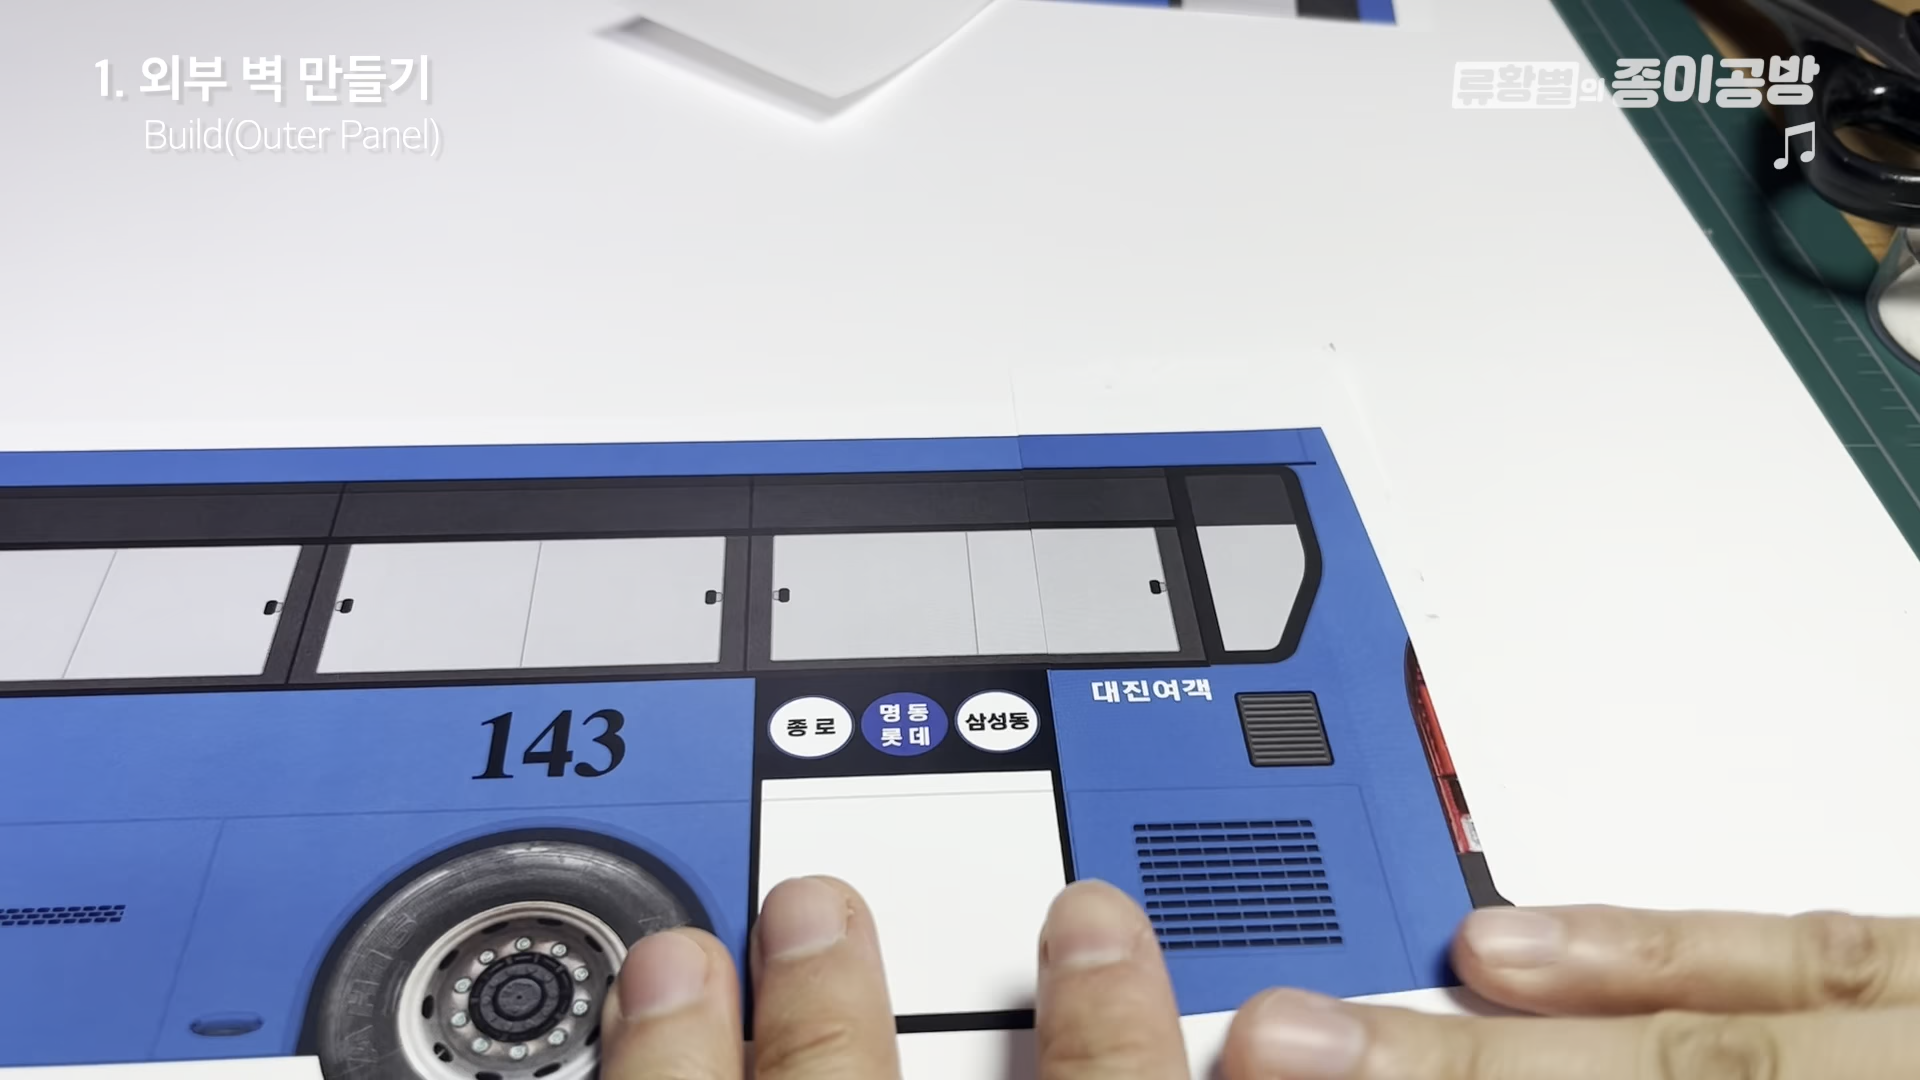 1. 외부 벽 만들기
Build(Outer Panel)
류황별의 종이공방
143
종로
명동
롯데
삼성동
대진여객